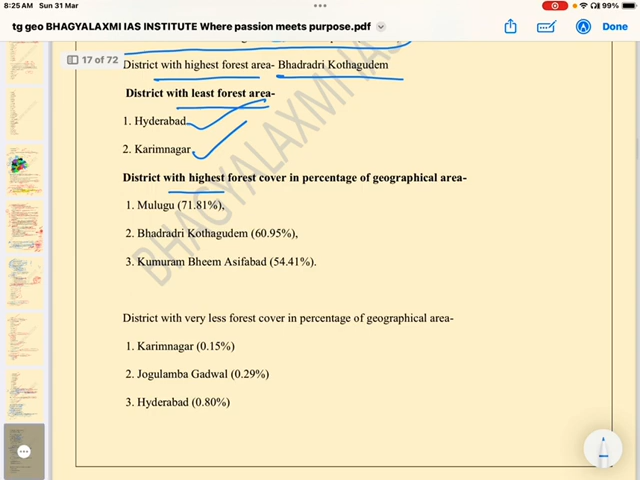 8:25 AM Sun 31 Mar
99%
tg geo BHAGYALAXMI IAS INSTITUTE Where passion meets purpose.pdf
Done
17 of 72
District with highest forest area- Bhadradri Kothagudem
District with least forest area-
1. Hyderabad
2. Karimnagar
District with highest forest cover in percentage of geographical area-
1. Mulugu (71.81%),
2. Bhadradri Kothagudem (60.95%),
3. Kumuram Bheem Asifabad (54.41%).
District with very less forest cover in percentage of geographical area-
1. Karimnagar (0.15%)
2. Jogulamba Gadwal (0.29%)
3. Hyderabad (0.80%)
BHAGYALAXMI IAS